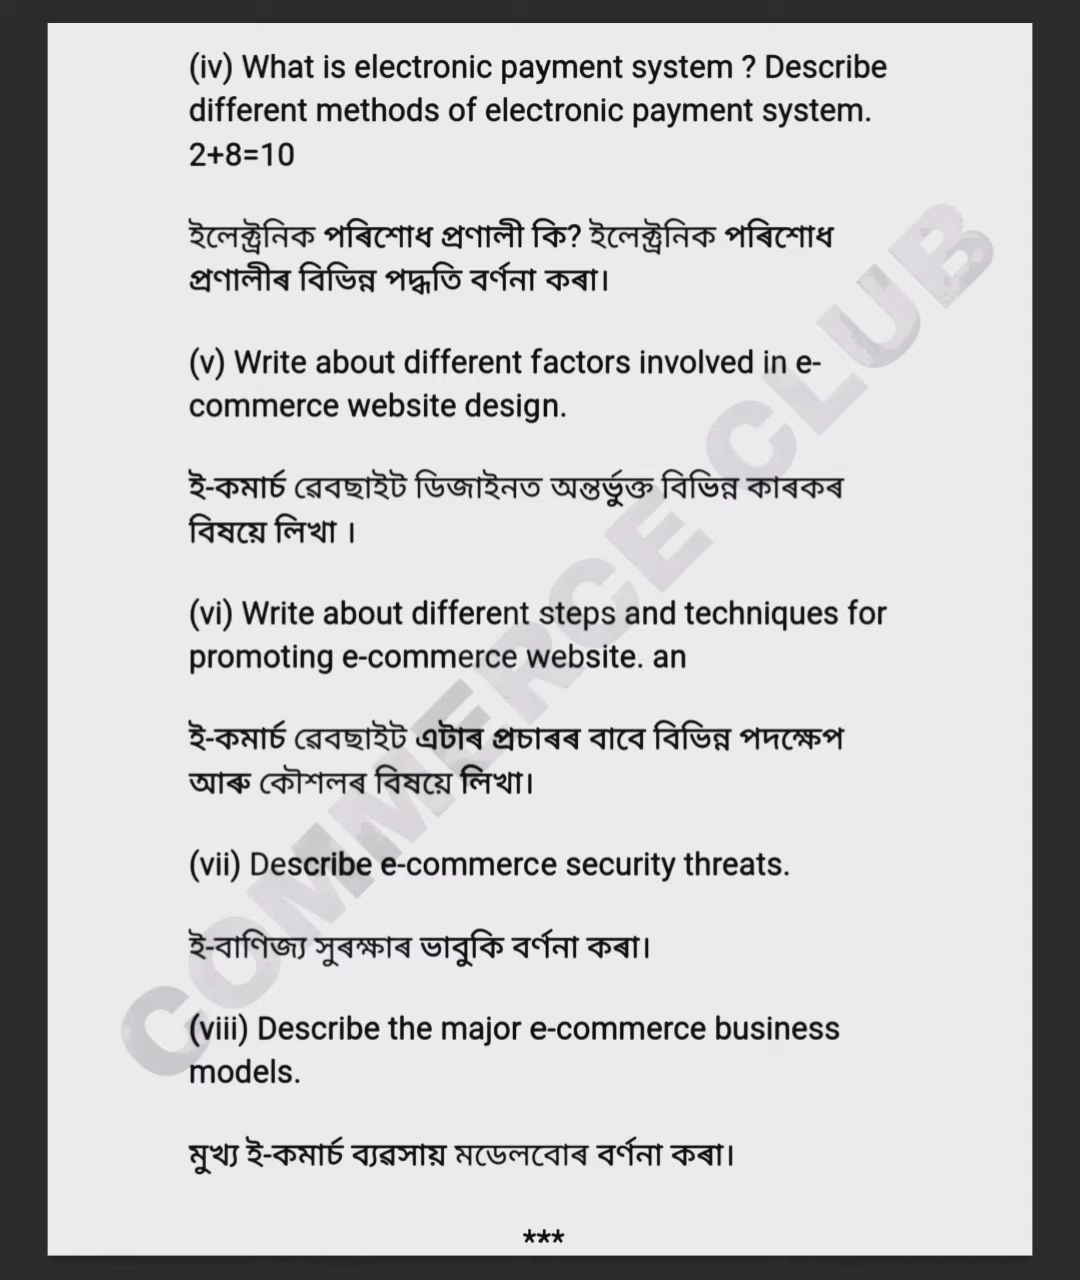 (iv) What is electronic payment system ? Describe
different methods of electronic payment system.
2+8=10
ইলেক্ট্ৰনিক পৰিশোধ প্ৰণালী কি? ইলেক্ট্ৰনিক পৰিশোধ
প্ৰণালীৰ বিভিন্ন পদ্ধতি বৰ্ণনা কৰা।
(v) Write about different factors involved in e-
commerce website design.
ই-কমাৰ্চ ৱেবছাইট ডিজাইনত অন্তৰ্ভুক্ত বিভিন্ন কাৰকৰ
বিষয়ে লিখা ।
(vi) Write about different steps and techniques for
promoting e-commerce website. an
ই-কমাৰ্চ ৱেবছাইট এটাৰ প্ৰচাৰৰ বাবে বিভিন্ন পদক্ষেপ
আৰু কৌশলৰ বিষয়ে লিখা।
(vii) Describe e-commerce security threats.
ই-বাণিজ্য সুৰক্ষাৰ ভাবুকি বৰ্ণনা কৰা।
(viii) Describe the major e-commerce business
models.
মুখ্য ই-কমাৰ্চ ব্যৱসায় মডেলবোৰ বৰ্ণনা কৰা।
***
COMMERCE CLUB